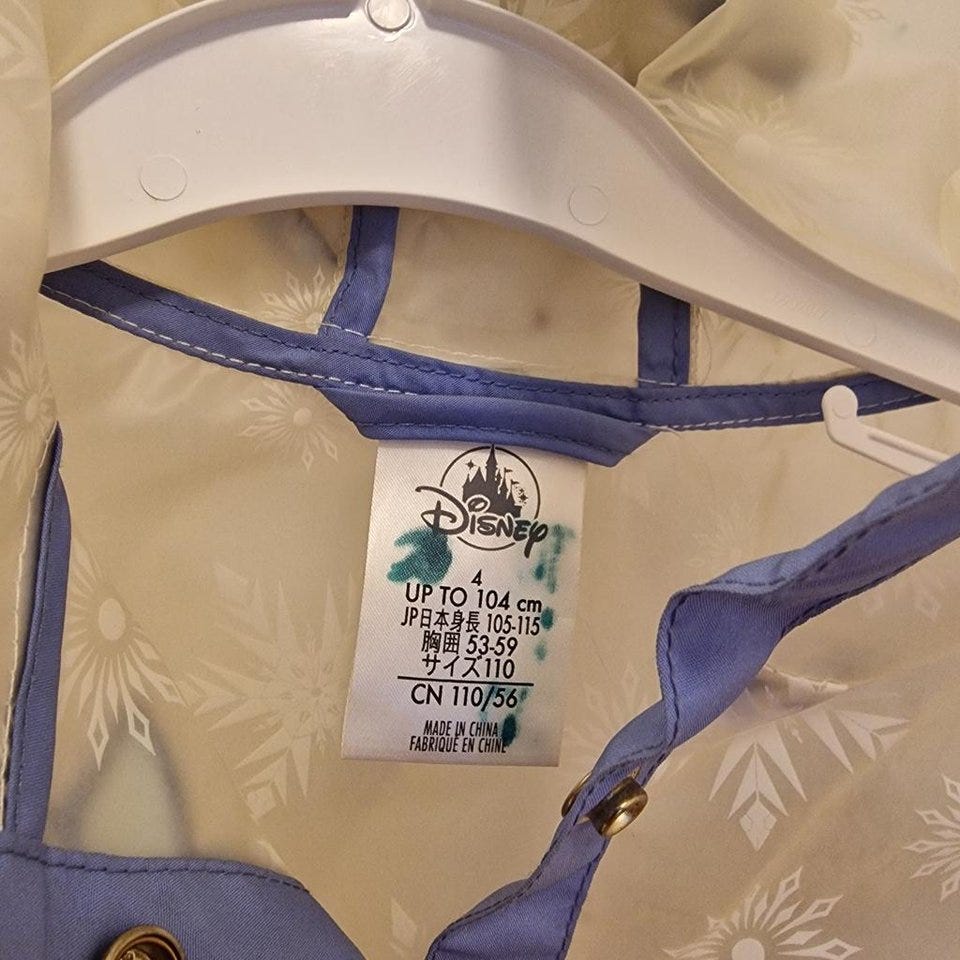 Disney
4
UP TO 104 cm
JP日本身長 105-115
胸囲 53-59
サイズ110
CN 110/56
MADE IN CHINA
FABRIQUÉ EN CHINE